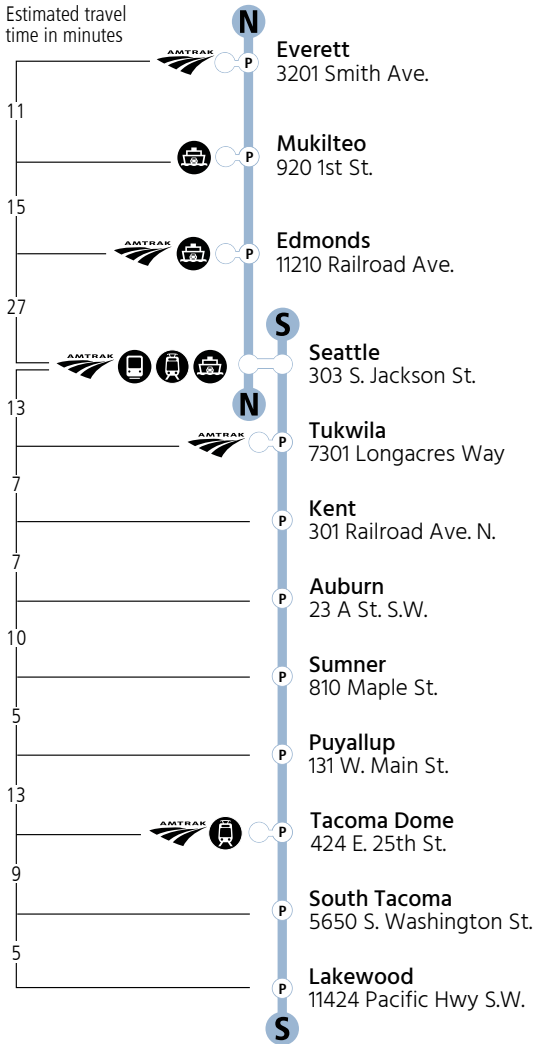 Estimated travel
time in minutes
N
AMTRAK
P
Everett
3201 Smith Ave.
11
P
Mukilteo
920 1st St.
15
AMTRAK
P
Edmonds
11210 Railroad Ave.
27
S
AMTRAK
Seattle
303 S. Jackson St.
N
13
AMTRAK
P
Tukwila
7301 Longacres Way
7
P
Kent
301 Railroad Ave. N.
7
P
Auburn
23 A St. S.W.
10
P
Sumner
810 Maple St.
5
P
Puyallup
131 W. Main St.
13
AMTRAK
P
Tacoma Dome
424 E. 25th St.
9
P
South Tacoma
5650 S. Washington St.
5
P
Lakewood
11424 Pacific Hwy S.W.
S